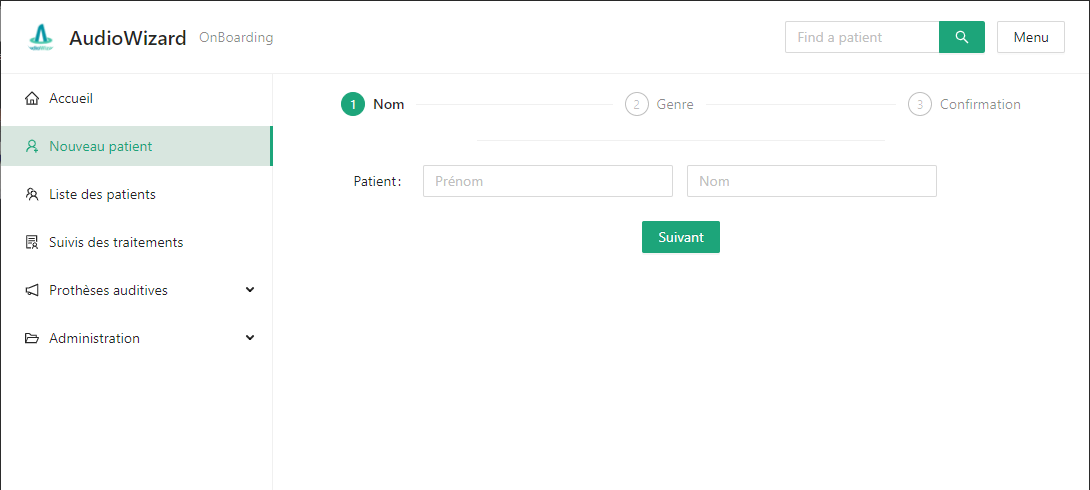 AudioWizard OnBoarding
Find a patient
Menu
Accueil
Nouveau patient
Liste des patients
Suivis des traitements
Prothèses auditives
Administration
1 Nom
2 Genre
3 Confirmation
Patient:
Prénom
Nom
Suivant